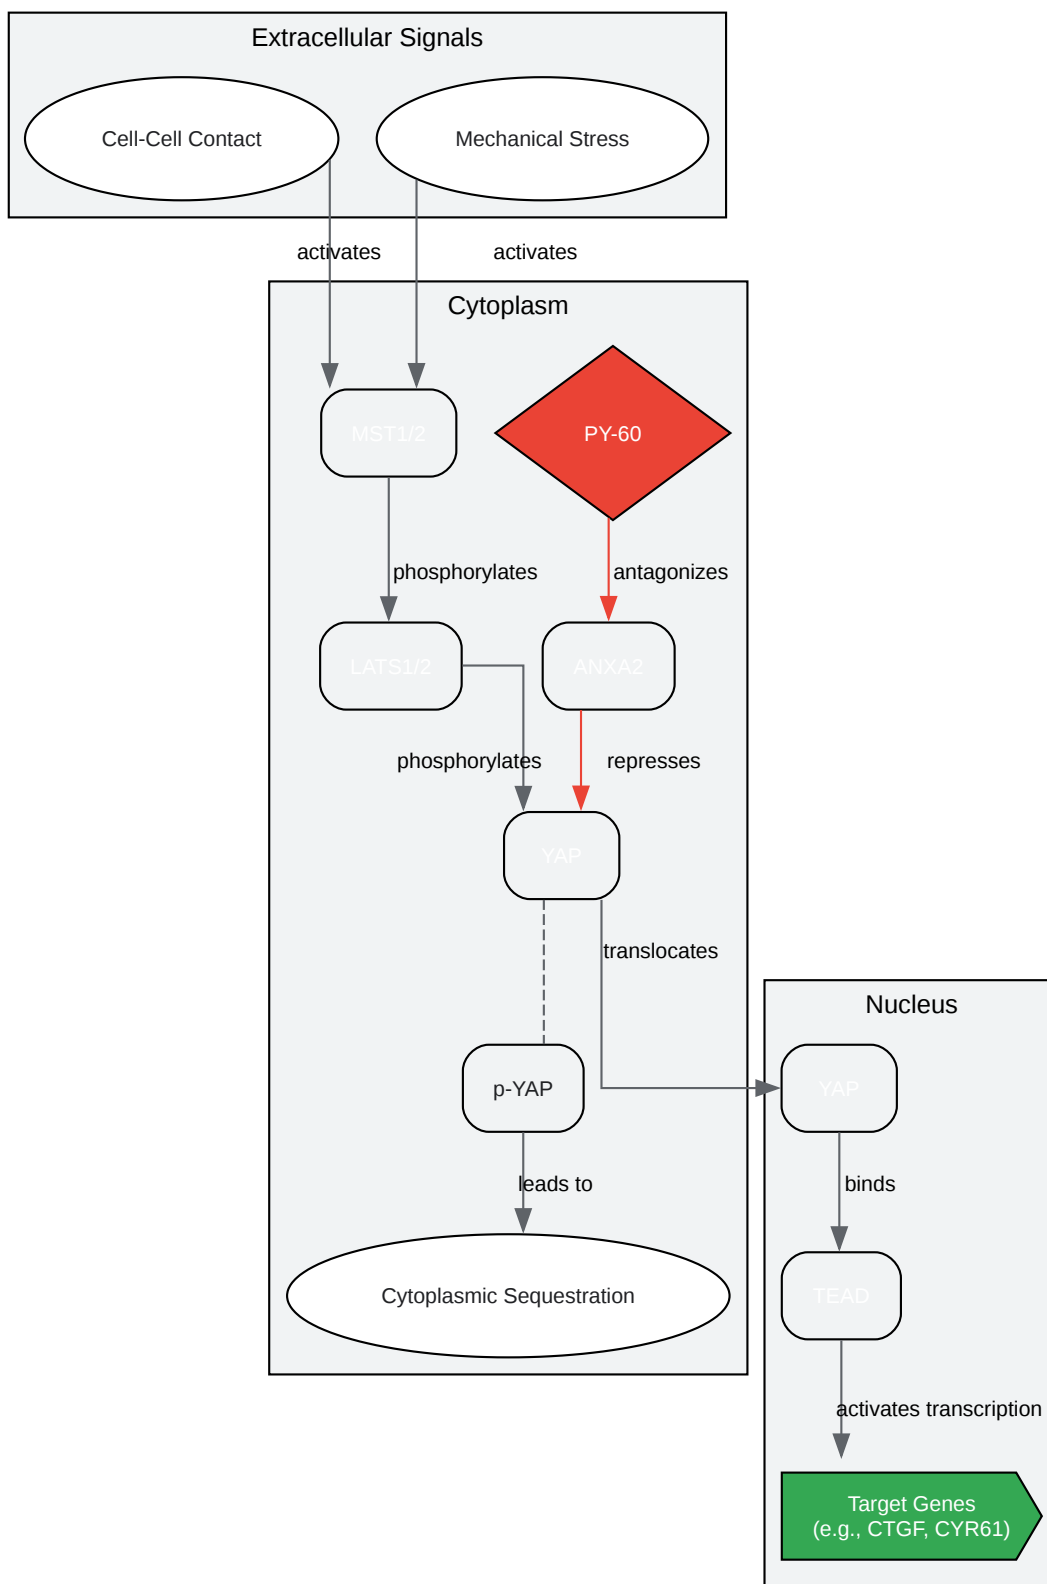 Extracellular Signals
Cell-Cell Contact
Mechanical Stress
activates
activates
Cytoplasm
MST1/2
PY-60
phosphorylates
antagonizes
LATS1/2
ANXA2
phosphorylates
represses
YAP
translocates
Nucleus
p-YAP
YAP
leads to
binds
Cytoplasmic Sequestration
TEAD
activates transcription
Target Genes
(e.g., CTGF, CYR61)